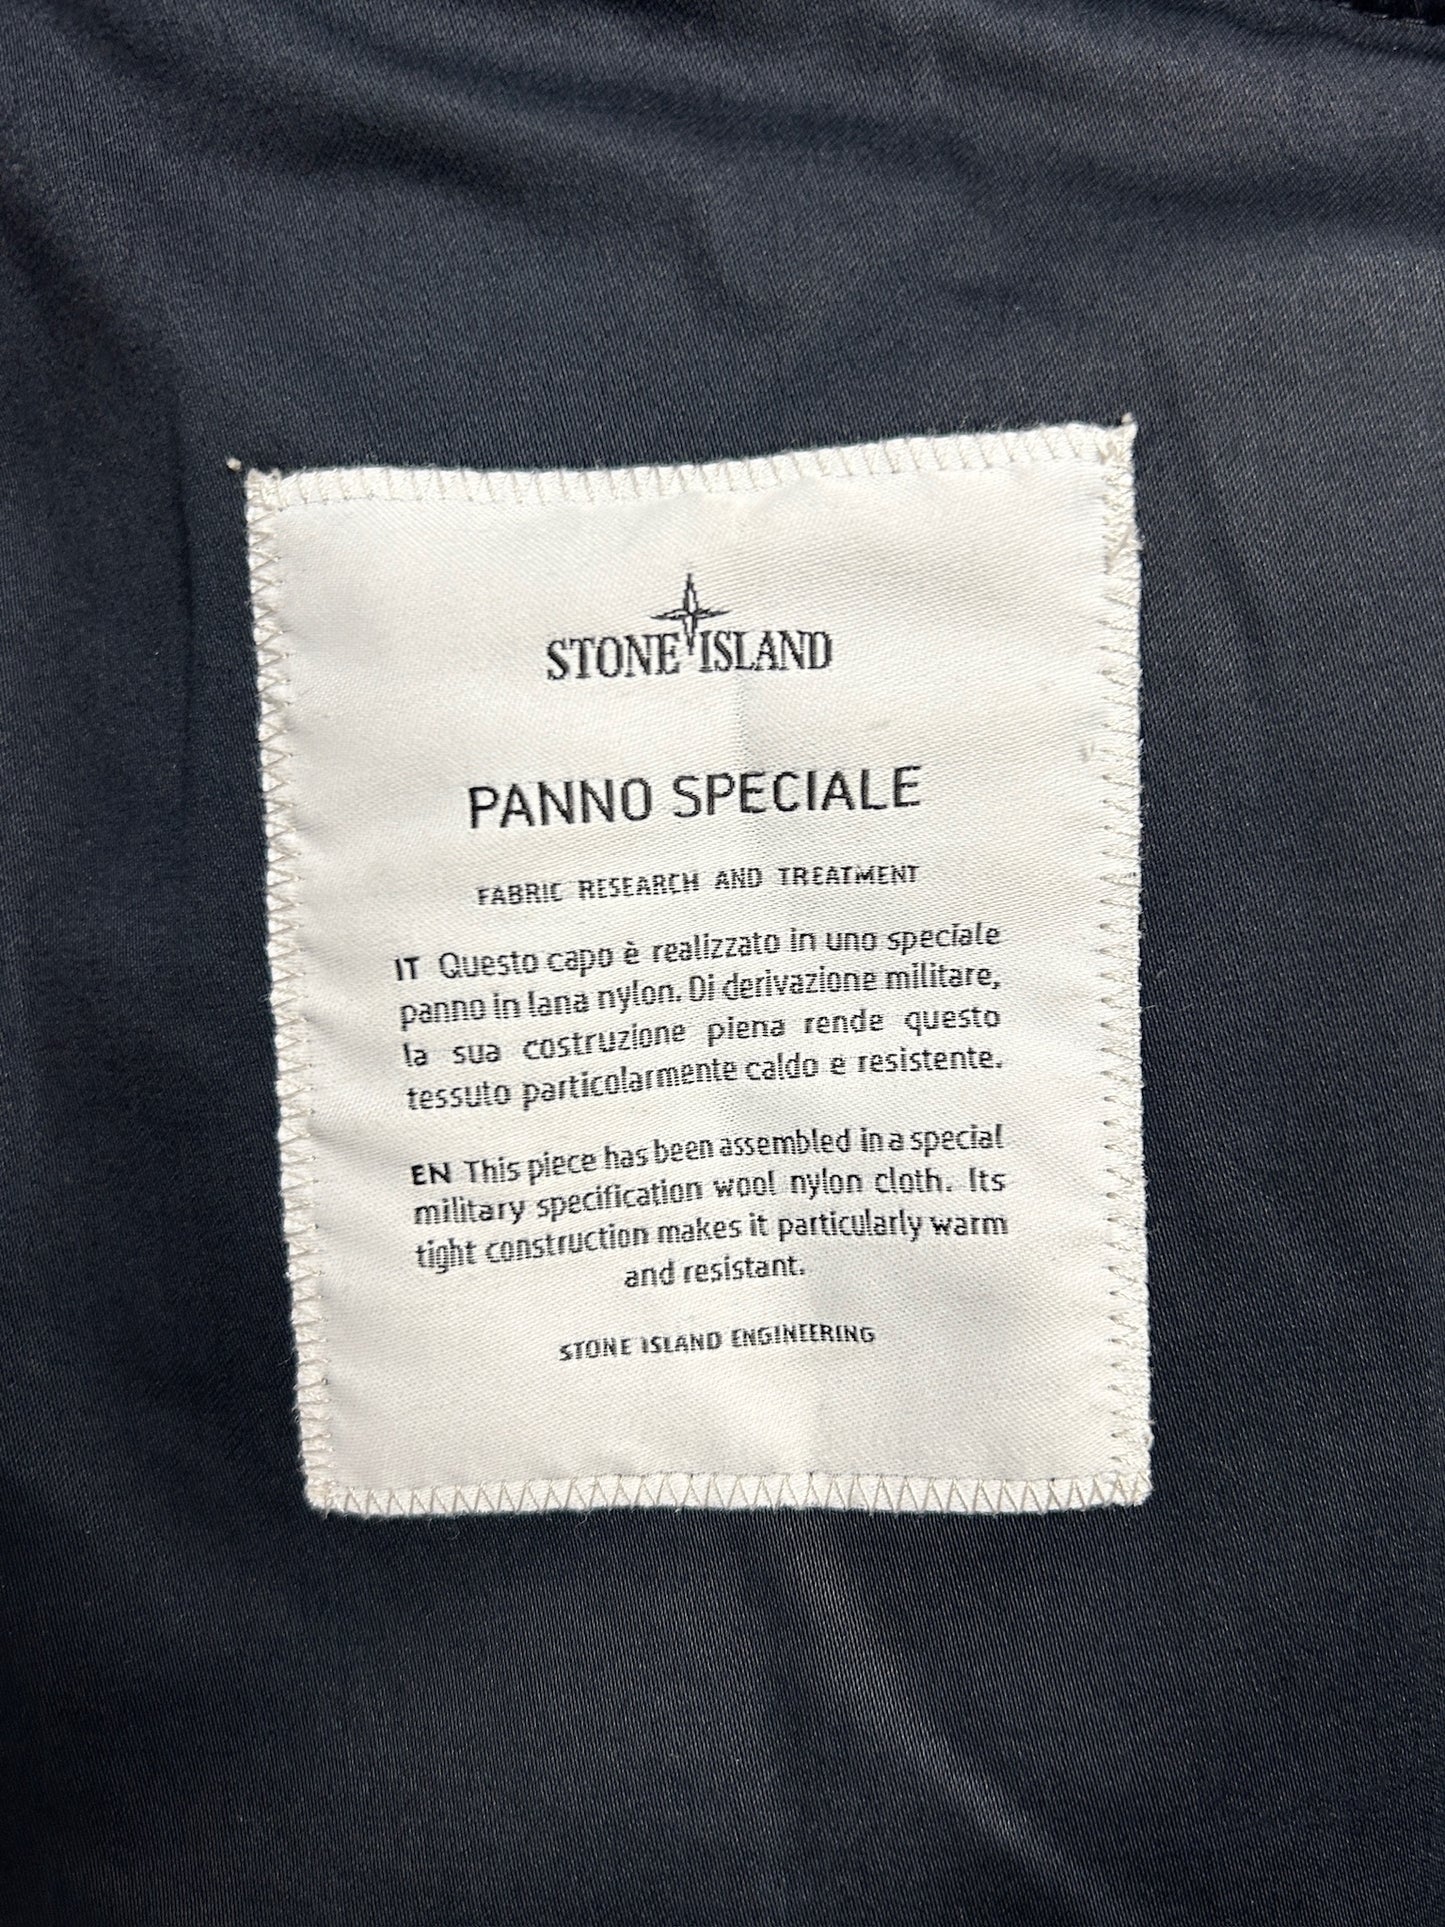 STONE ISLAND
PANNO SPECIALE
FABRIC RESEARCH AND TREATMENT
IT Questo capo è realizzato in uno speciale
panno in lana nylon. Di derivazione militare,
la sua costruzione piena rende questo
tessuto particolarmente caldo e resistente.
EN This piece has been assembled in a special
military specification wool nylon cloth. Its
tight construction makes it particularly warm
and resistant.
STONE ISLAND ENGINEERING